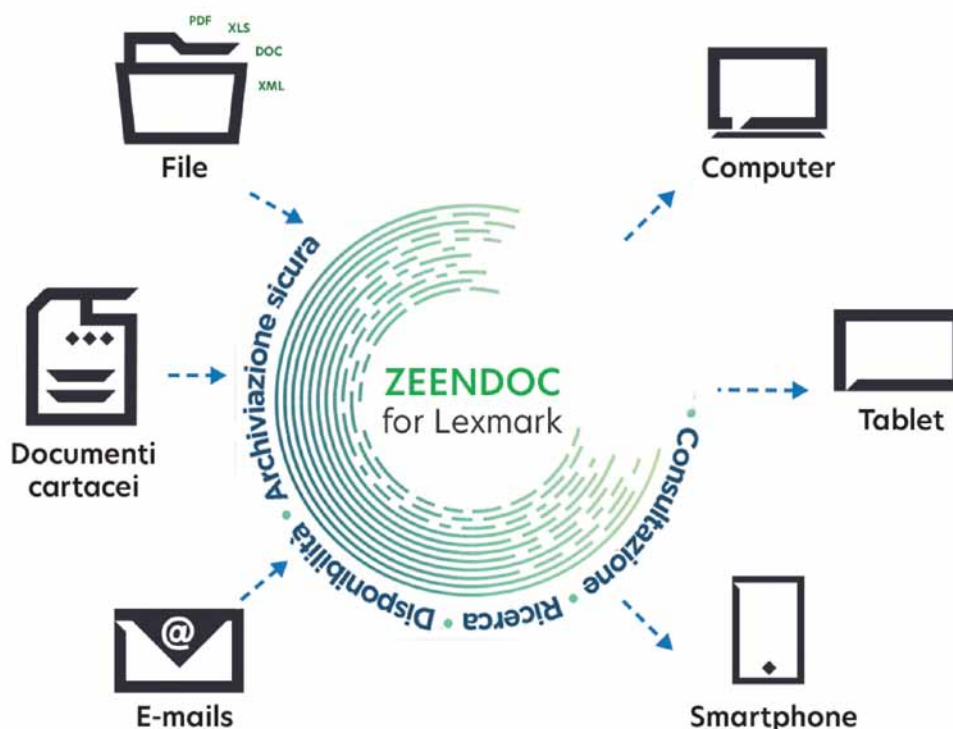 PDF
XLS
DOC
XML
File
Computer
Documenti
cartacei
Tablet
E-mails
Smartphone
ZEENDOC
for Lexmark
Archiviazione sicura • Disponibilità • Ricerca • Consultazione •
@